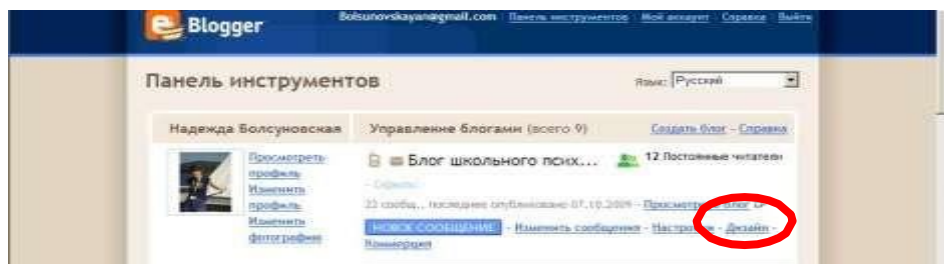 Blogger
Bolsunovskayan@gmail.com Панель инструментов Мой аккаунт Справка Выйти
Панель инструментов
Язык: Русский
Надежда Болсуновская
Управление блогами (всего 9)
Создать блог - Справка
Просмотреть
профиль
Изменить
профиль
Изменить
фотографию
Блог школьного псих...
12 Постоянные читатели
- Скрыть
22 сообщ., последнее опубликовано 07.10.2009 - Просмотреть блог
НОВОЕ СООБЩЕНИЕ - Изменить сообщения - Настройки - Дизайн -
Коммерция